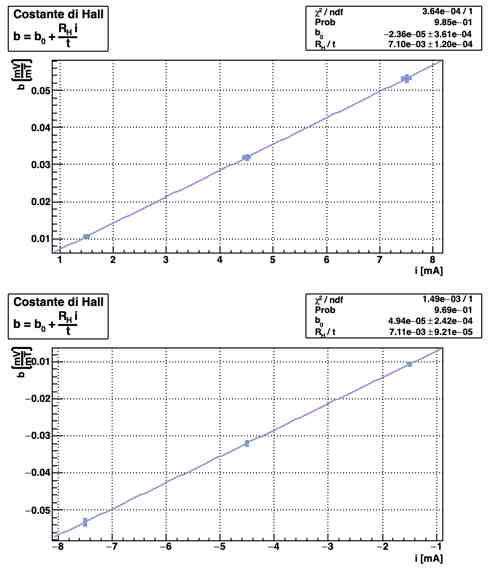 Costante di Hall
b = b₀ + R_H i / t
χ² / ndf 3.64e−04 / 1
Prob 9.85e−01
b₀ −2.36e−05 ± 3.61e−04
R_H / t 7.10e−03 ± 1.20e−04
b [mV/mT]
0.05
0.04
0.03
0.02
0.01
1 2 3 4 5 6 7 8
i [mA]
Costante di Hall
b = b₀ + R_H i / t
χ² / ndf 1.49e−03 / 1
Prob 9.69e−01
b₀ 4.94e−05 ± 2.42e−04
R_H / t 7.11e−03 ± 9.21e−05
b [mV/mT]
−0.01
−0.02
−0.03
−0.04
−0.05
−8 −7 −6 −5 −4 −3 −2 −1
i [mA]